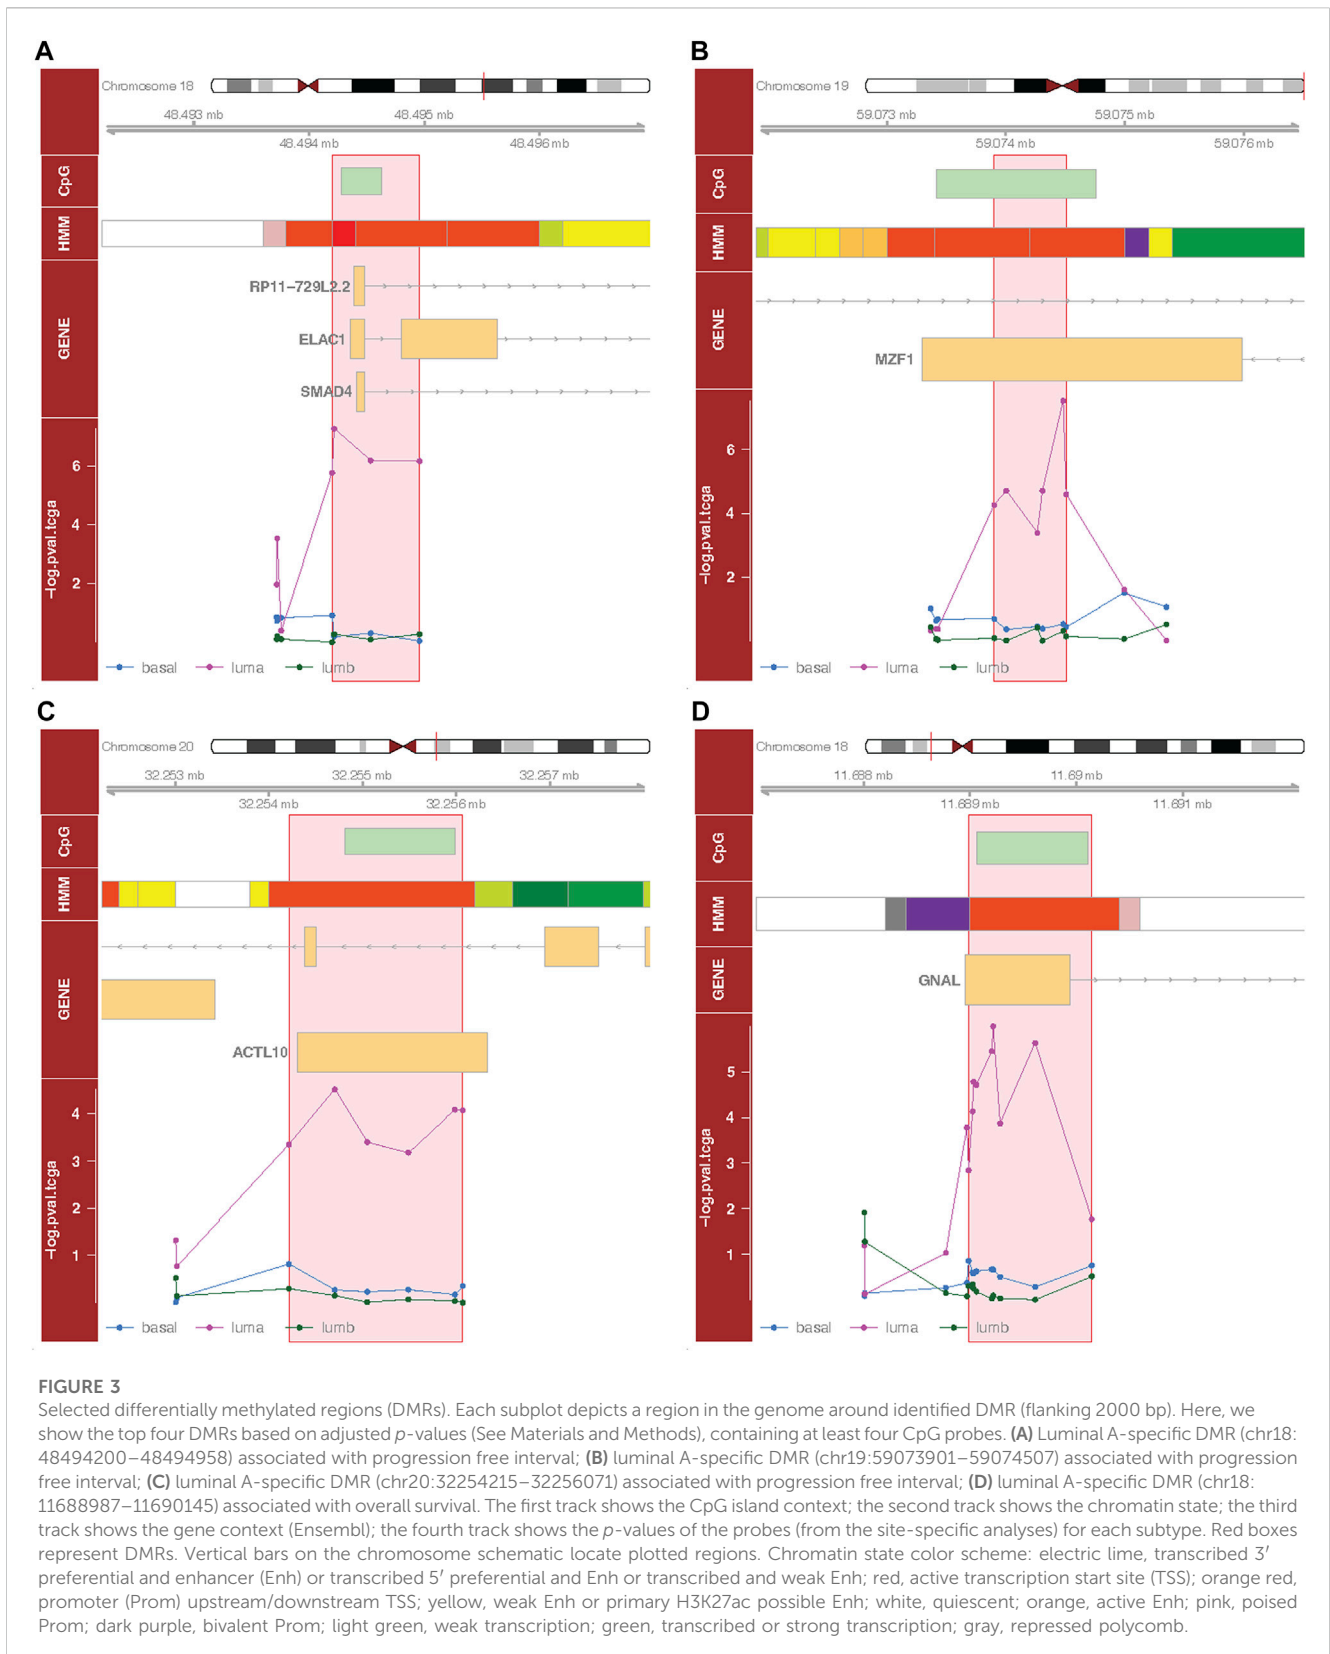 A
Chromosome 18
48.493 mb
48.495 mb
48.494 mb
48.496 mb
CpG
HMM
GENE
RP11–729L2.2
ELAC1
SMAD4
–log.pval.tcga
6
4
2
basal
luma
lumb
B
Chromosome 19
59.073 mb
59.075 mb
59.074 mb
59.076 mb
CpG
HMM
GENE
MZF1
–log.pval.tcga
6
4
2
basal
luma
lumb
C
Chromosome 20
32.253 mb
32.255 mb
32.257 mb
32.254 mb
32.256 mb
CpG
HMM
GENE
ACTL10
–log.pval.tcga
4
3
2
1
basal
luma
lumb
D
Chromosome 18
11.688 mb
11.69 mb
11.689 mb
11.691 mb
CpG
HMM
GENE
GNAL
–log.pval.tcga
5
4
3
2
1
basal
luma
lumb
FIGURE 3
Selected differentially methylated regions (DMRs). Each subplot depicts a region in the genome around identified DMR (flanking 2000 bp). Here, we
show the top four DMRs based on adjusted p-values (See Materials and Methods), containing at least four CpG probes. (A) Luminal A-specific DMR (chr18:
48494200–48494958) associated with progression free interval; (B) luminal A-specific DMR (chr19:59073901–59074507) associated with progression
free interval; (C) luminal A-specific DMR (chr20:32254215–32256071) associated with progression free interval; (D) luminal A-specific DMR (chr18:
11688987–11690145) associated with overall survival. The first track shows the CpG island context; the second track shows the chromatin state; the third
track shows the gene context (Ensembl); the fourth track shows the p-values of the probes (from the site-specific analyses) for each subtype. Red boxes
represent DMRs. Vertical bars on the chromosome schematic locate plotted regions. Chromatin state color scheme: electric lime, transcribed 3′
preferential and enhancer (Enh) or transcribed 5′ preferential and Enh or transcribed and weak Enh; red, active transcription start site (TSS); orange red,
promoter (Prom) upstream/downstream TSS; yellow, weak Enh or primary H3K27ac possible Enh; white, quiescent; orange, active Enh; pink, poised
Prom; dark purple, bivalent Prom; light green, weak transcription; green, transcribed or strong transcription; gray, repressed polycomb.